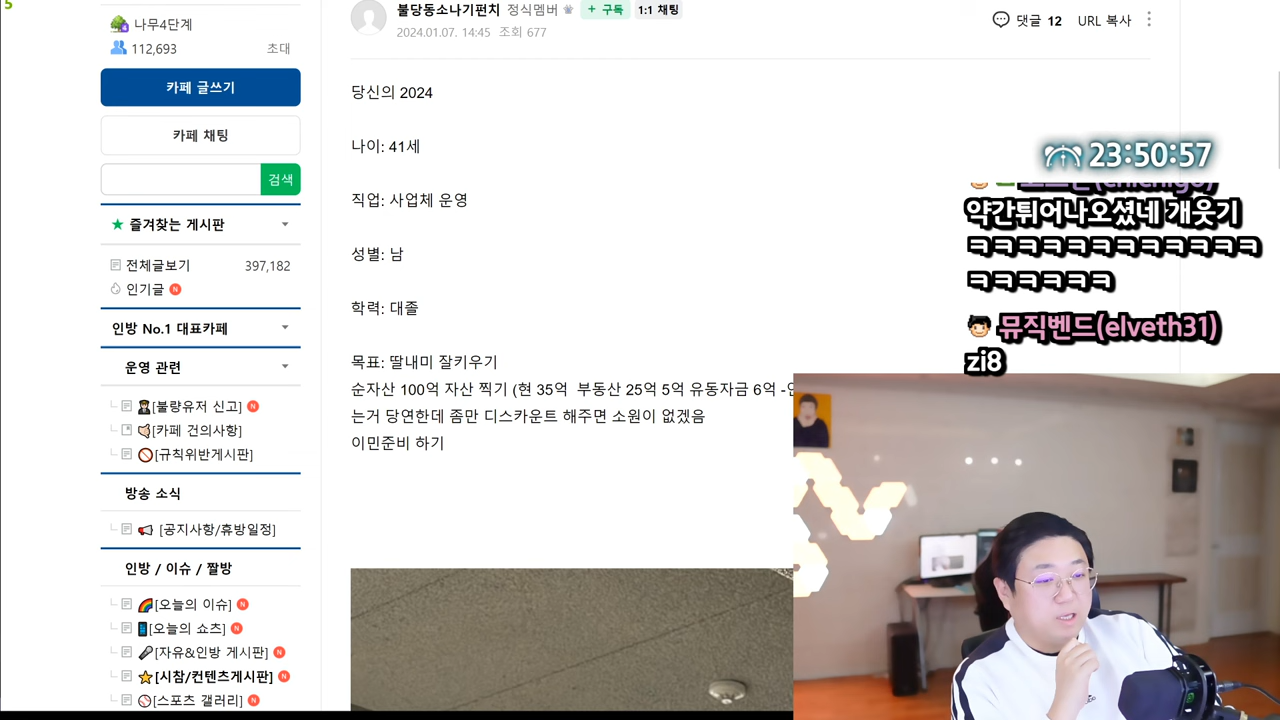 5
나무4단계
112,693 초대
카페 글쓰기
카페 채팅
검색
즐겨찾는 게시판
전체글보기 397,182
인기글 N
인방 No.1 대표카페
운영 관련
[불량유저 신고] N
[카페 건의사항]
[규칙위반게시판]
방송 소식
[공지사항/휴방일정]
인방 / 이슈 / 짤방
[오늘의 이슈] N
[오늘의 쇼츠] N
[자유&인방 게시판] N
[시참/컨텐츠게시판] N
[스포츠 갤러리] N
불당동소나기펀치 정식멤버 + 구독 1:1 채팅
2024.01.07. 14:45 조회 677
댓글 12 URL 복사
당신의 2024
나이: 41세
직업: 사업체 운영
성별: 남
학력: 대졸
목표: 딸내미 잘키우기
순자산 100억 자산 찍기 (현 35억 부동산 25억 5억 유동자금 6억
는거 당연한데 좀만 디스카운트 해주면 소원이 없겠음
이민준비 하기
23:50:57
약간튀어나오셨네 개웃기
ㅋㅋㅋㅋㅋㅋㅋㅋㅋㅋㅋㅋ
ㅋㅋㅋㅋㅋㅋ
뮤직벤드(elveth31)
zi8